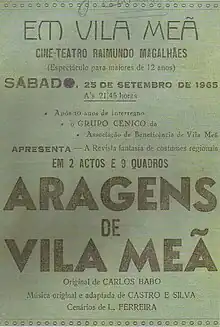 EM VILA MEÃ
CINE-TEATRO RAIMUNDO MAGALHÃES
(Espectáculo para maiores de 12 anos)
SÁBADO, 25 DE SETEMBRO DE 1965
A's 21,45 horas
Após 10 anos de interregno
o GRUPO CÉNICO da
Associação de Beneficiaria de Vila Meã
APRESENTA — A Revista fantasia de costumes regionais
EM 2 ACTOS E 9 QUADROS
ARAGENS
DE
VILA MEÃ
Original de CARLOS BABO
Música original e adaptada de CASTRO E SILVA
Cenários de L. FERREIRA